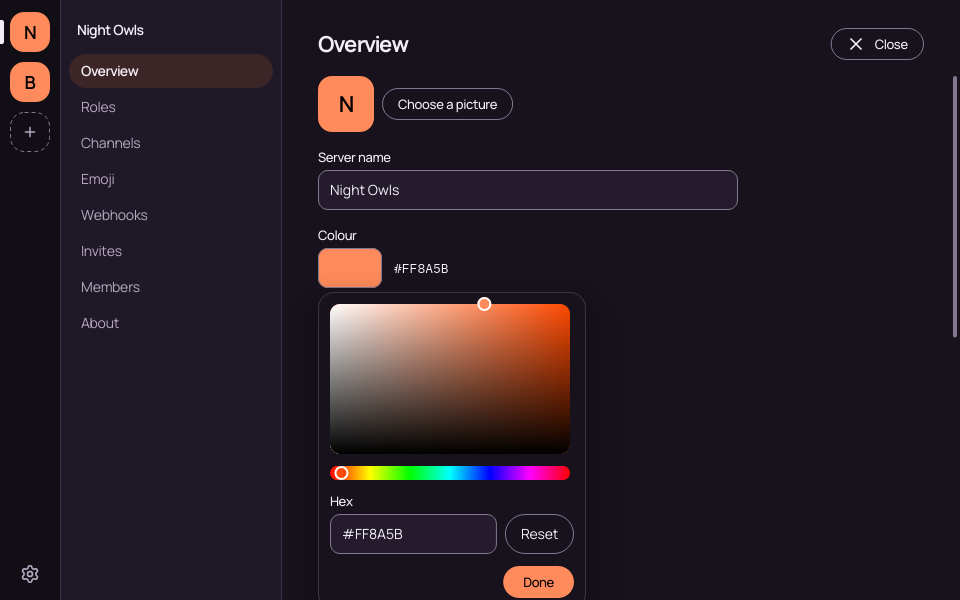 N
B
Night Owls
Overview
Roles
Channels
Emoji
Webhooks
Invites
Members
About
Overview
Close
N
Choose a picture
Server name
Night Owls
Colour
#FF8A5B
Hex
#FF8A5B
Reset
Done